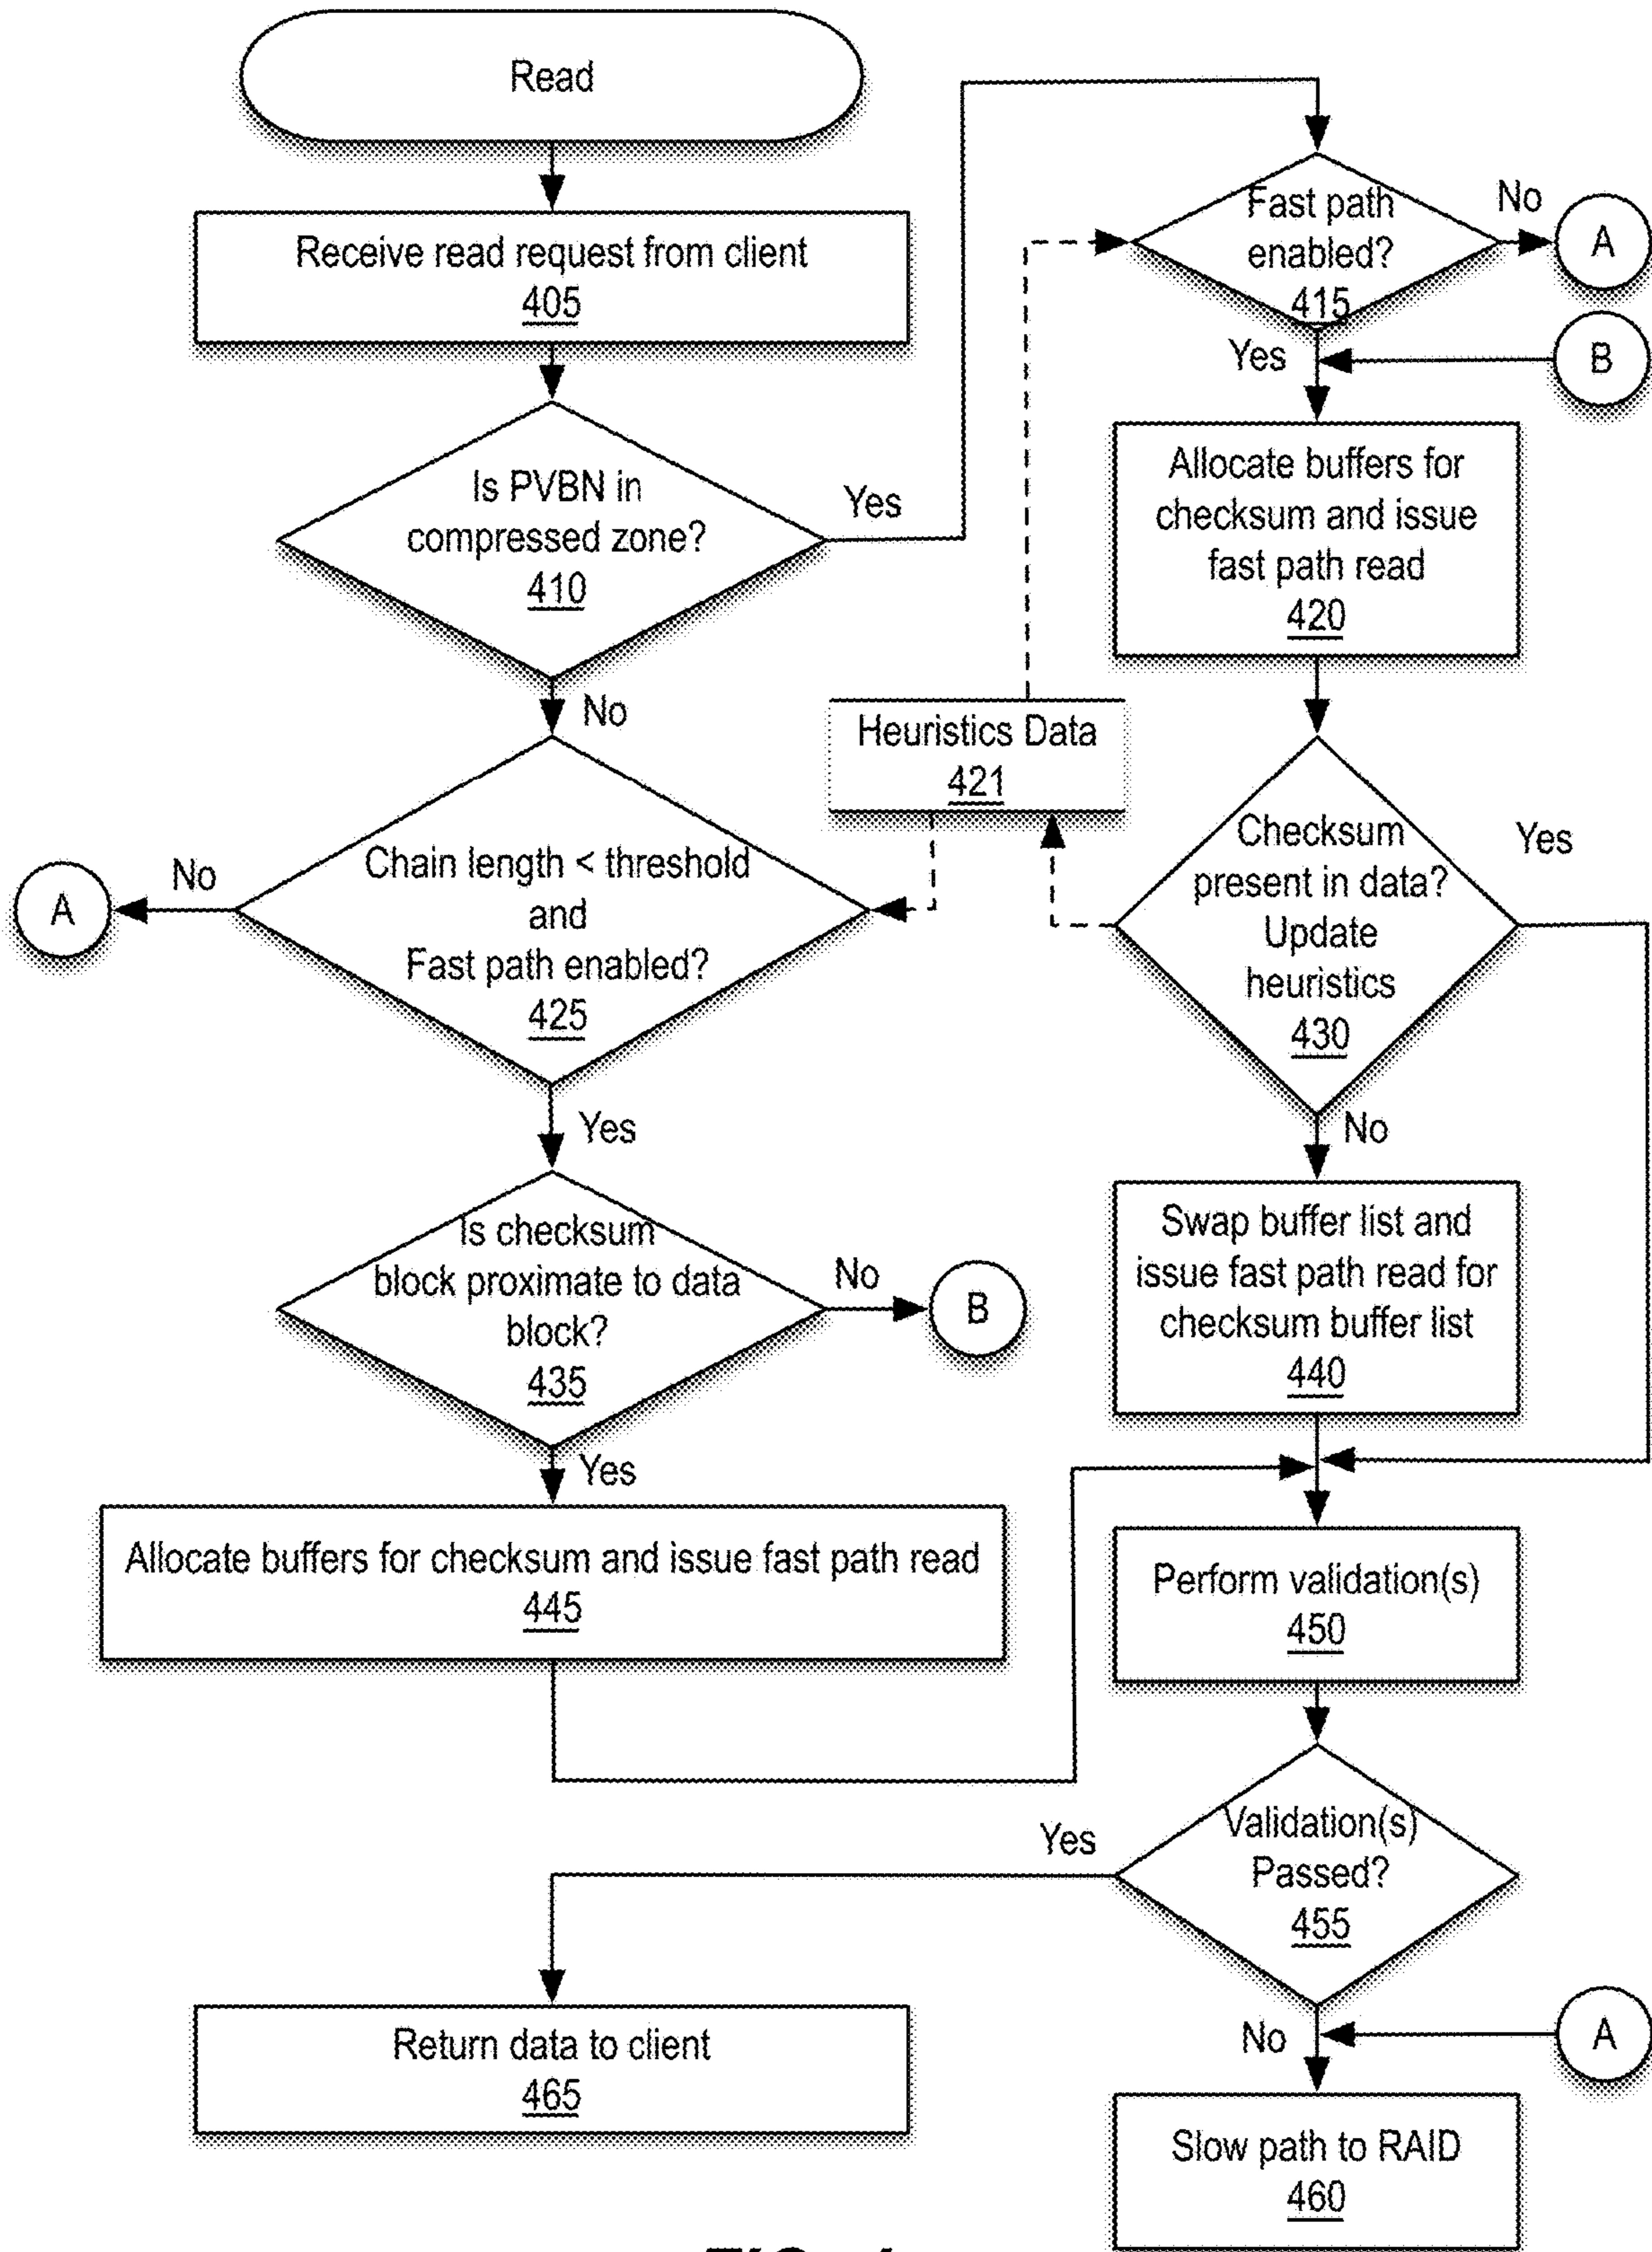 Read
Receive read request from client
405
Is PVBN in
compressed zone?
410
Yes
No
Fast path
enabled?
415
No
A
Yes
B
Allocate buffers for
checksum and issue
fast path read
420
Heuristics Data
421
Chain length < threshold
and
Fast path enabled?
425
No
A
Yes
Checksum
present in data?
Update
heuristics
430
Yes
No
Is checksum
block proximate to data
block?
435
No
B
Yes
Swap buffer list and
issue fast path read for
checksum buffer list
440
Allocate buffers for checksum and issue fast path read
445
Perform validation(s)
450
Validation(s)
Passed?
455
Yes
No
A
Return data to client
465
Slow path to RAID
460